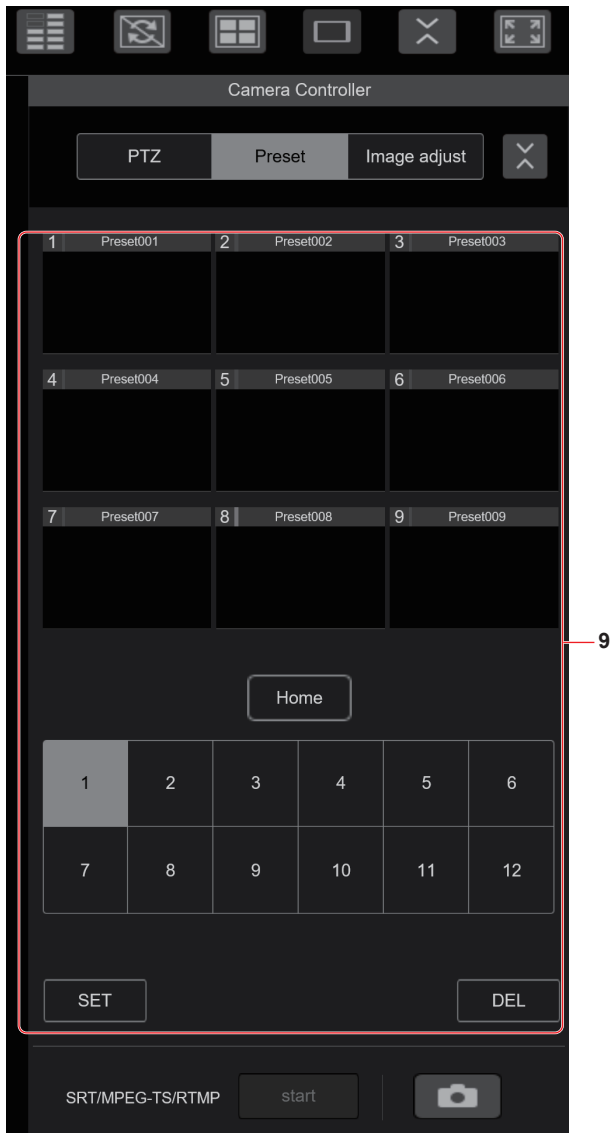 Camera Controller
PTZ Preset Image adjust
1 Preset001 2 Preset002 3 Preset003
4 Preset004 5 Preset005 6 Preset006
7 Preset007 8 Preset008 9 Preset009
9
Home
1 2 3 4 5 6
7 8 9 10 11 12
SET DEL
SRT/MPEG-TS/RTMP start